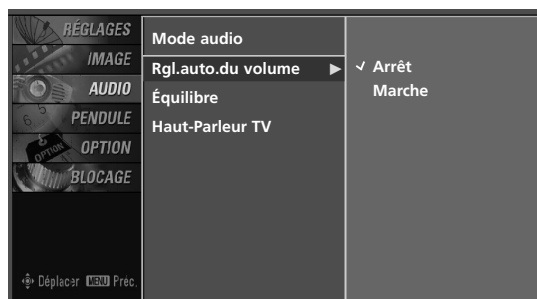 RÉGLAGES
IMAGE
AUDIO
PENDULE
OPTION
BLOCAGE
Déplacer MENU Préc.
Mode audio
Rgl.auto.du volume ▶
Équilibre
Haut-Parleur TV
✓ Arrêt
Marche